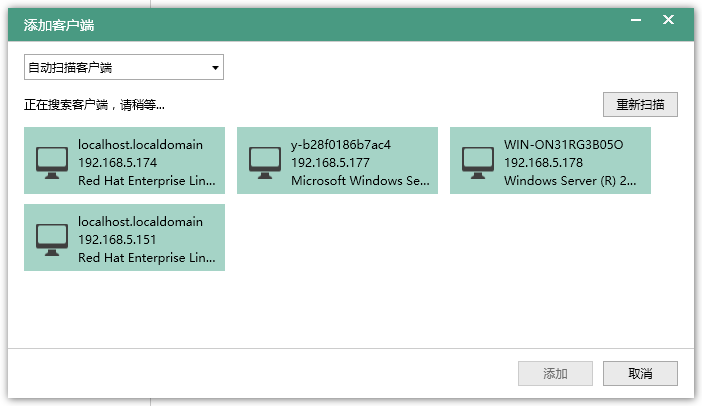 添加客户端
自动扫描客户端
正在搜索客户端，请稍等...
重新扫描
localhost.localdomain
192.168.5.174
Red Hat Enterprise Lin...
y-b28f0186b7ac4
192.168.5.177
Microsoft Windows Se...
WIN-ON31RG3B05O
192.168.5.178
Windows Server (R) 2...
localhost.localdomain
192.168.5.151
Red Hat Enterprise Lin...
添加
取消